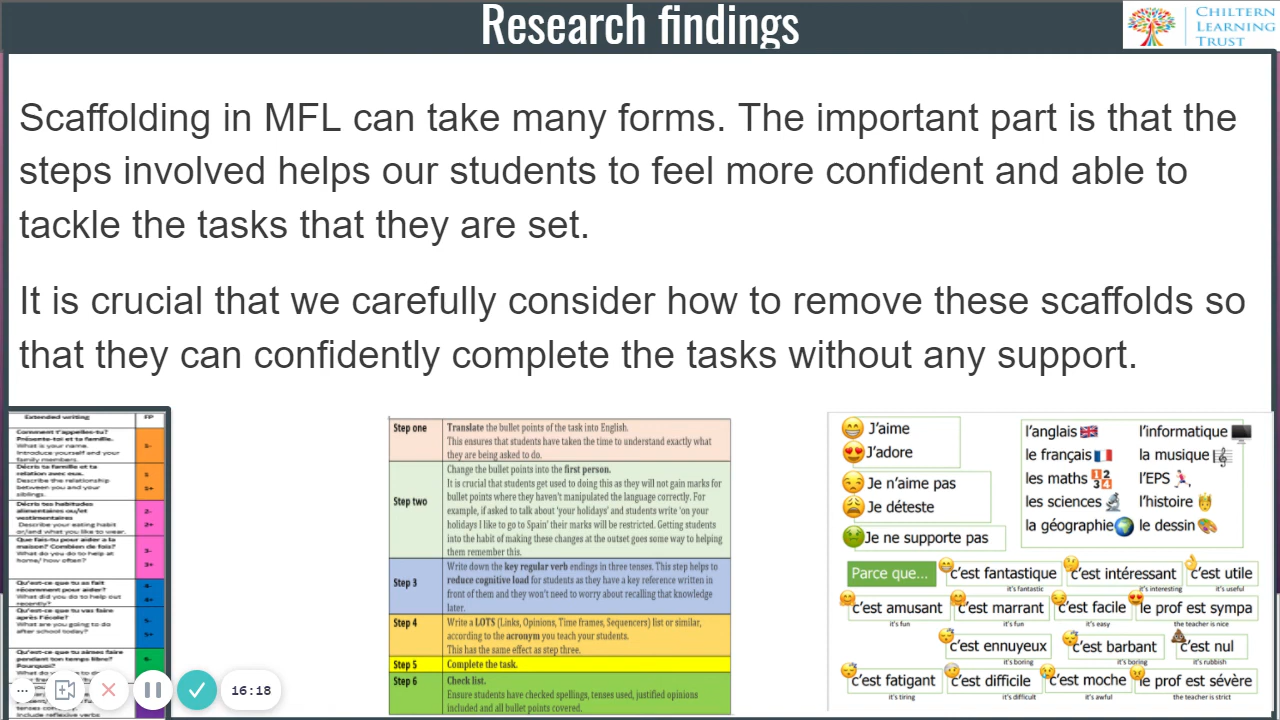 Research findings
CHILTERN
LEARNING
TRUST
Scaffolding in MFL can take many forms. The important part is that the
steps involved helps our students to feel more confident and able to
tackle the tasks that they are set.
It is crucial that we carefully consider how to remove these scaffolds so
that they can confidently complete the tasks without any support.
Extended writing FP
Comment t'appelles-tu?
Présente-toi et ta famille.
What is your name.
Introduce yourself and your
family members.
1-
Décris ta famille et ta
relation avec eux.
Describe the relationship
between you and your
siblings.
1
1+
Décris tes habitudes
alimentaires ou/et
vestimentaires
Describe your eating habit
or/and what you like to wear.
2-
2+
Que fais-tu pour aider a la
maison? Combien de fois?
What do you do to help at
home/ how often?
3-
3+
Qu'est-ce que tu as fait
récemment pour aider?
What did you do to help out
recently?
4-
4+
Qu'est-ce que tu vas faire
après l'école?
What are you going to do
after school today?
5-
5+
Qu'est-ce que tu aimes faire
pendant ton temps libre?
Pourquoi?
What do
6-
Include reflexive verbs
16:18
Step one
Translate the bullet points of the task into English.
This ensures that students have taken the time to understand exactly what
they are being asked to do.
Step two
Change the bullet points into the first person.
It is crucial that students get used to doing this as they will not gain marks for
bullet points where they haven't manipulated the language correctly. For
example, if asked to talk about 'your holidays' and students write 'on your
holidays I like to go to Spain' their marks will be restricted. Getting students
into the habit of making these changes at the outset goes some way to helping
them remember this.
Step 3
Write down the key regular verb endings in three tenses. This step helps to
reduce cognitive load for students as they have a key reference written in
front of them and they won't need to worry about recalling that knowledge
later.
Step 4
Write a LOTS (Links, Opinions, Time frames, Sequencers) list or similar,
according to the acronym you teach your students.
This has the same effect as step three.
Step 5 Complete the task.
Step 6 Check list.
Ensure students have checked spellings, tenses used, justified opinions
included and all bullet points covered.
J'aime
J'adore
Je n'aime pas
Je déteste
Je ne supporte pas
l'anglais l'informatique
le français la musique
les maths l'EPS
les sciences l'histoire
la géographie le dessin
Parce que... c'est fantastique c'est intéressant c'est utile
it's fantastic it's interesting it's useful
c'est amusant c'est marrant c'est facile le prof est sympa
it's fun it's fun it's easy the teacher is nice
c'est ennuyeux c'est barbant c'est nul
it's boring it's boring it's rubbish
c'est fatigant c'est difficile c'est moche le prof est sévère
it's tiring it's difficult it's awful the teacher is strict